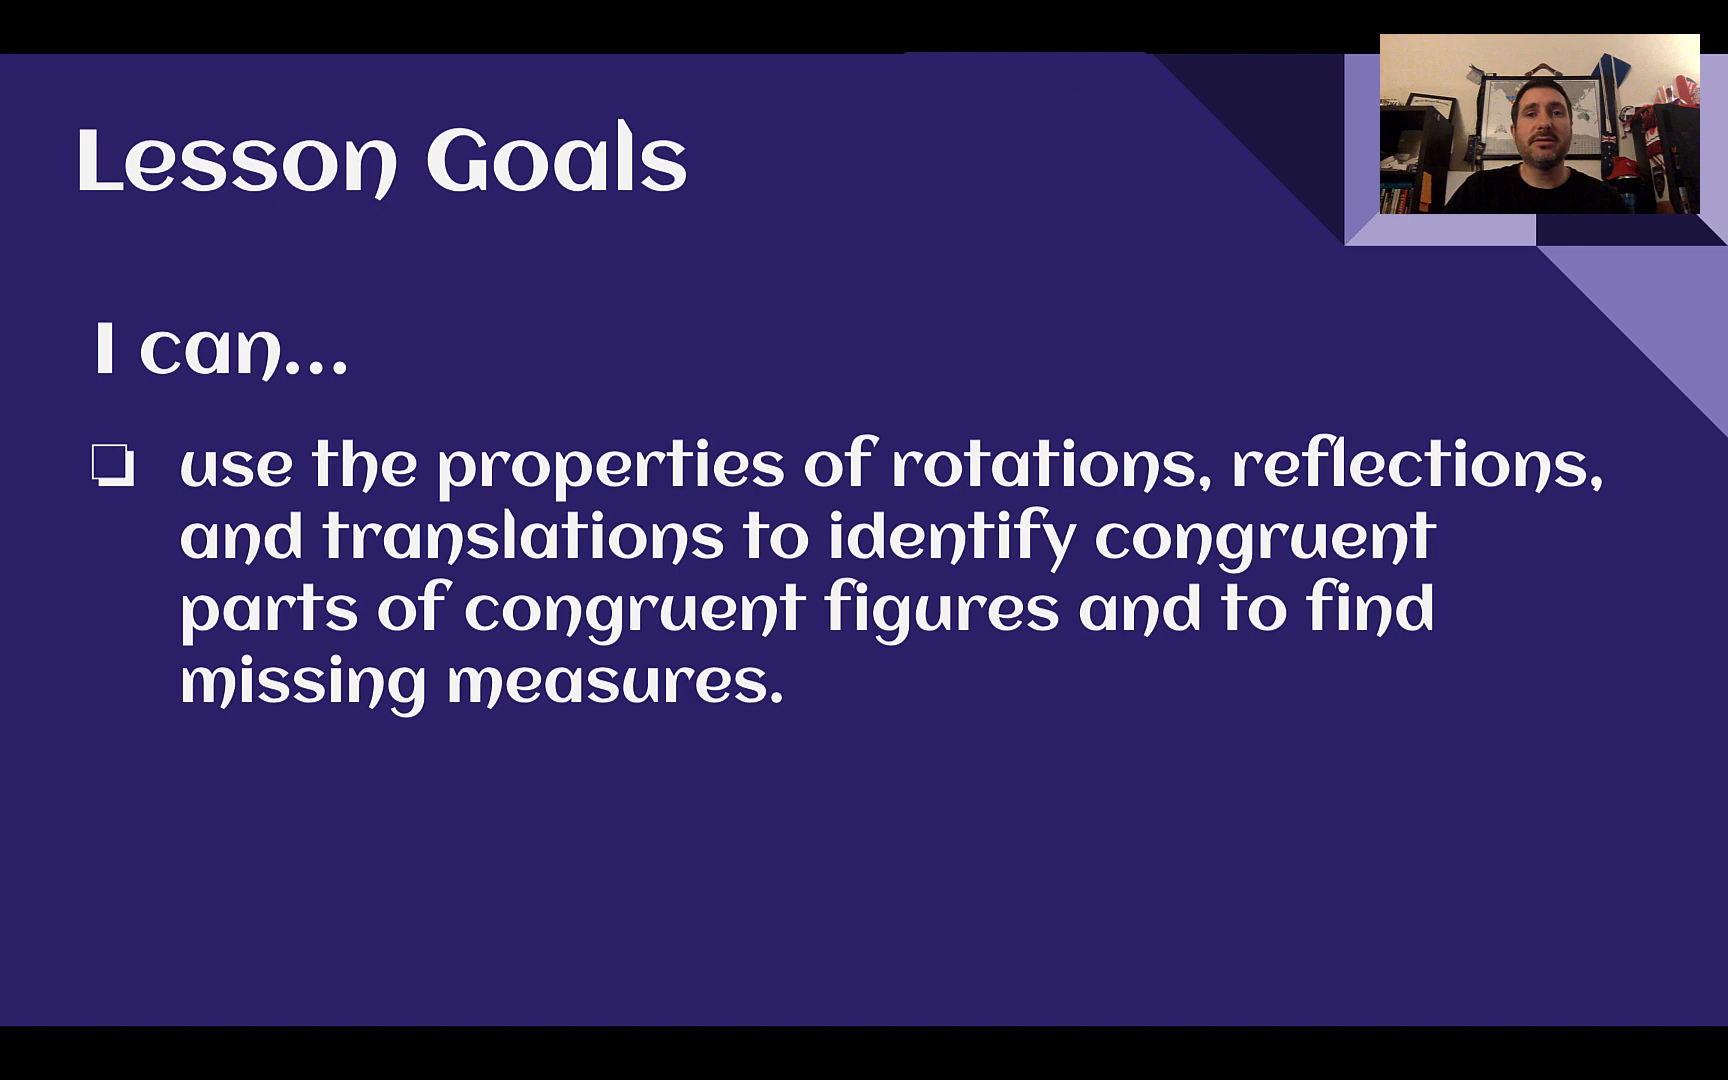 Lesson Goals
I can...
use the properties of rotations, reflections,
and translations to identify congruent
parts of congruent figures and to find
missing measures.